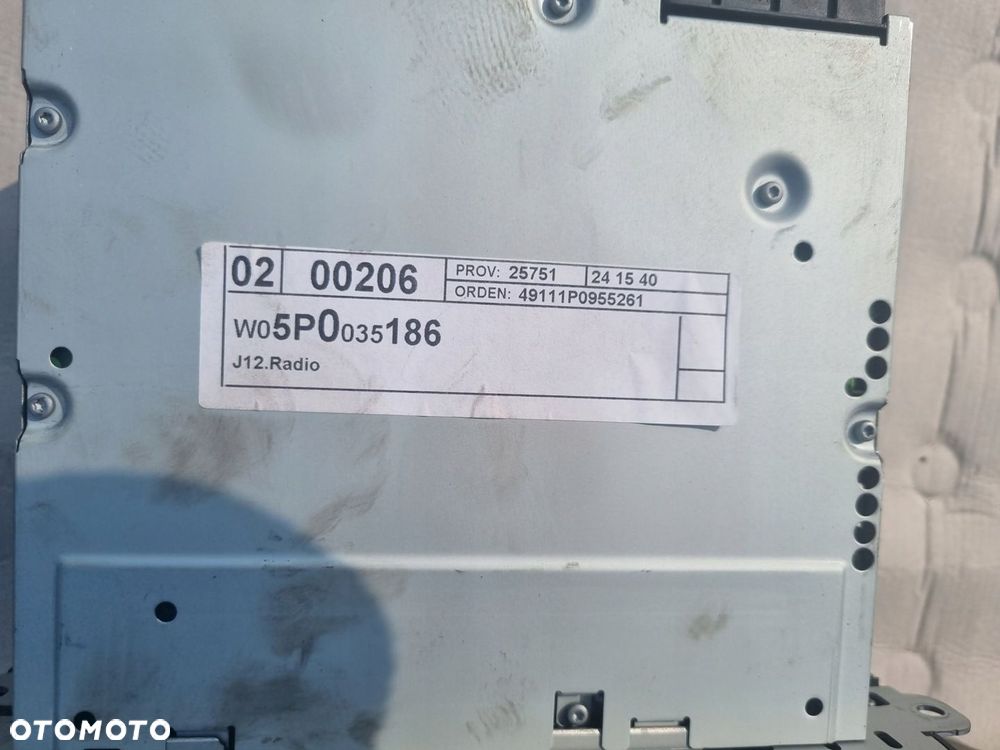 02 00206 PROV: 25751 24 15 40
ORDEN: 49111P0955261
W05P0035186
J12.Radio
OTOMOTO